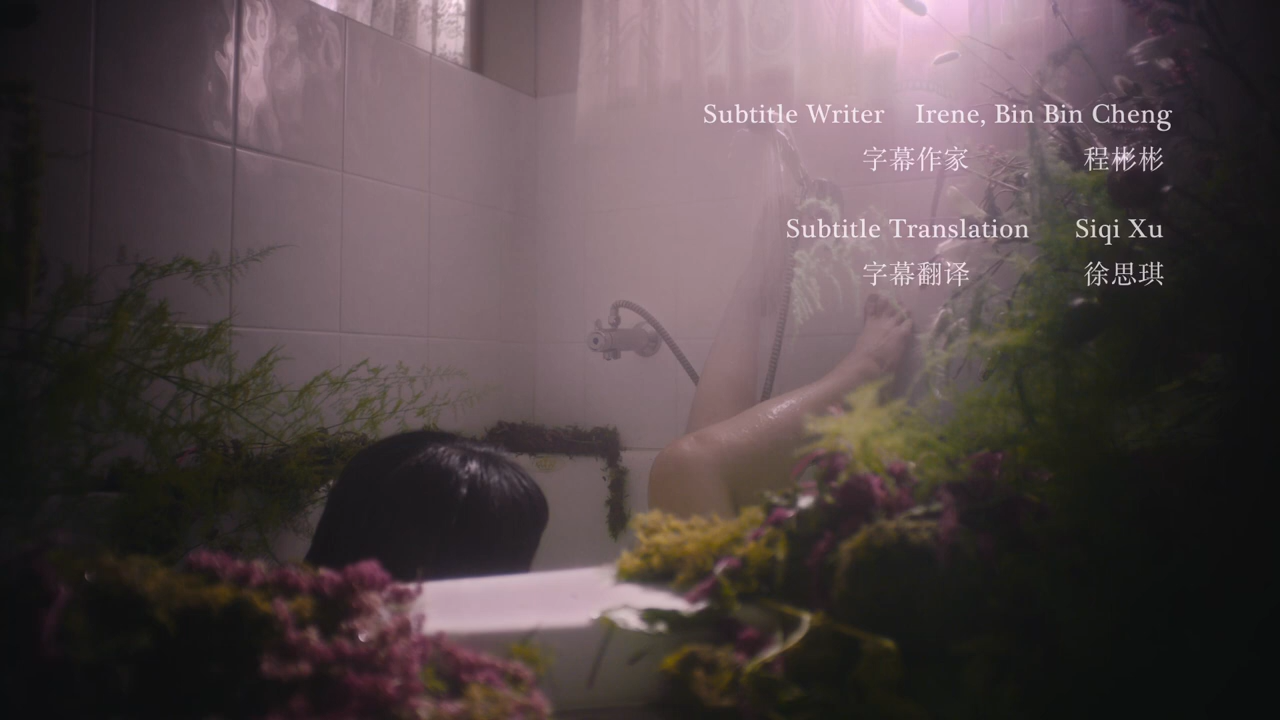 Subtitle Writer Irene, Bin Bin Cheng
字幕作家 程彬彬
Subtitle Translation Siqi Xu
字幕翻译 徐思琪